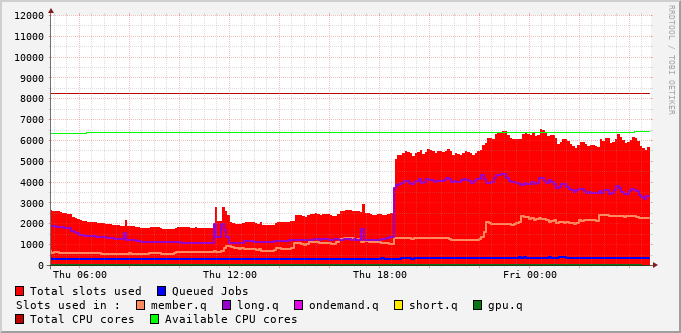 RRDTOOL / TOBI OETIKER
12000
11000
10000
9000
8000
7000
6000
5000
4000
3000
2000
1000
0
Thu 06:00 Thu 12:00 Thu 18:00 Fri 00:00
Total slots used Queued Jobs
Slots used in : member.q long.q ondemand.q short.q gpu.q
Total CPU cores Available CPU cores